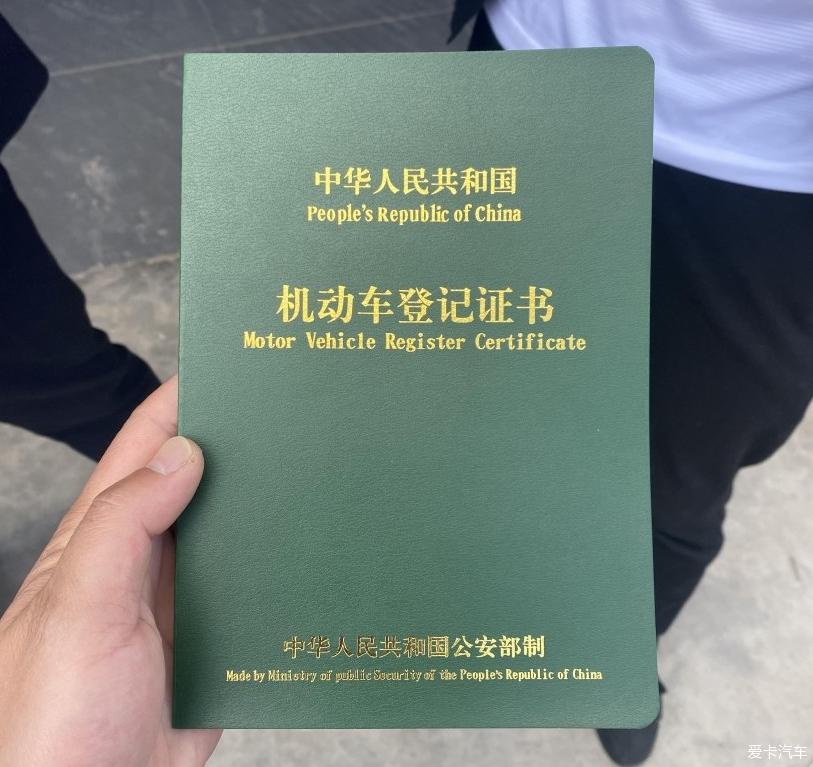 中华人民共和国
People's Republic of China
机动车登记证书
Motor Vehicle Register Certificate
中华人民共和国公安部制
Made by Ministry of public Security of the People's Republic of China
爱卡汽车